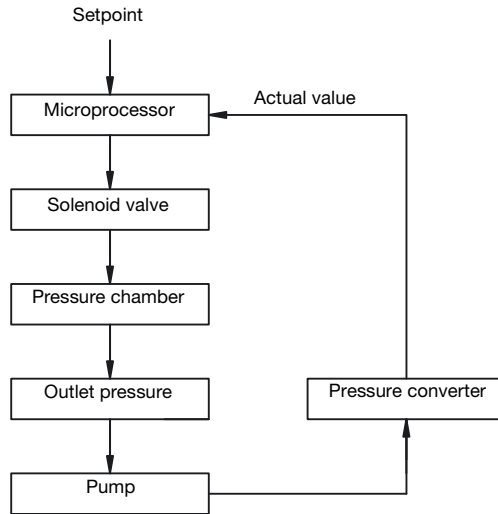 Setpoint
Microprocessor
Actual value
Solenoid valve
Pressure chamber
Outlet pressure
Pressure converter
Pump